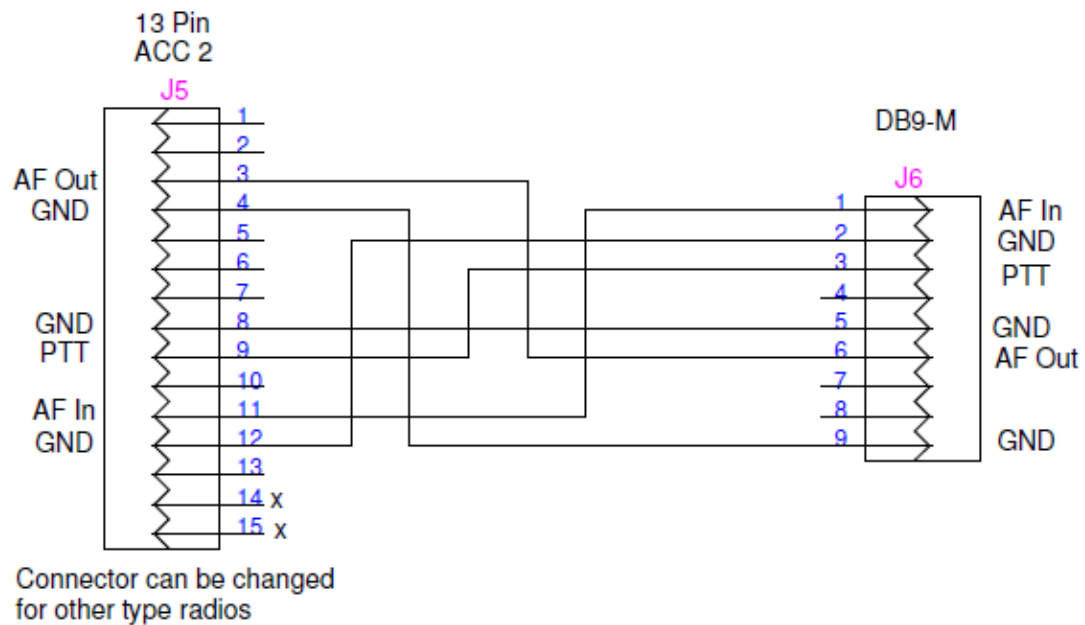 13 Pin
ACC 2
J5
1
2
AF Out 3
GND 4
5
6
7
GND 8
PTT 9
10
AF In 11
GND 12
13
14 x
15 x
Connector can be changed
for other type radios
DB9-M
J6
1 AF In
2 GND
3 PTT
4
5 GND
6 AF Out
7
8
9 GND